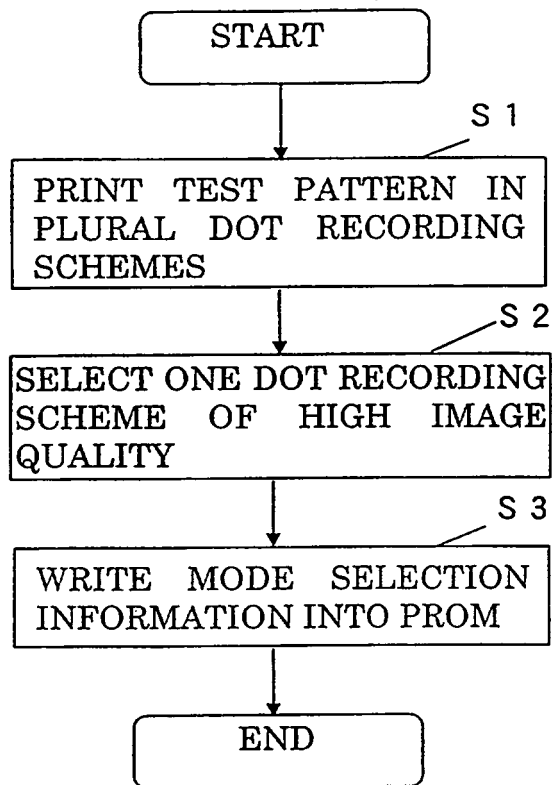 START
S 1
PRINT TEST PATTERN IN
PLURAL DOT RECORDING
SCHEMES
S 2
SELECT ONE DOT RECORDING
SCHEME OF HIGH IMAGE
QUALITY
S 3
WRITE MODE SELECTION
INFORMATION INTO PROM
END